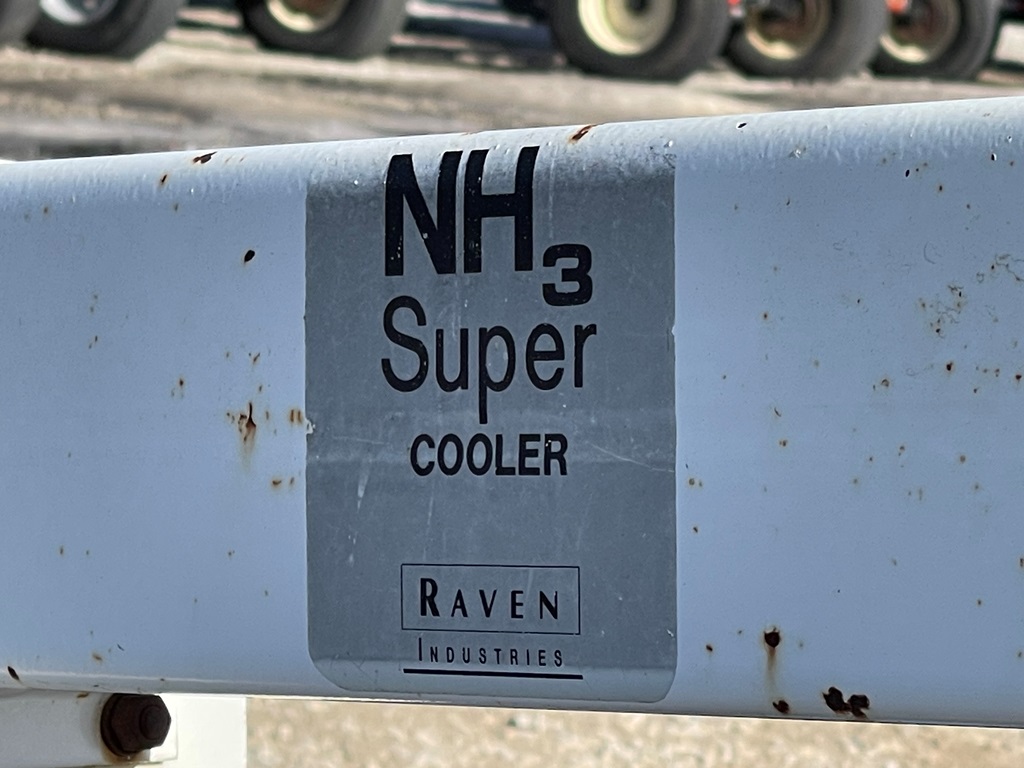 NH3
Super
COOLER
RAVEN
INDUSTRIES